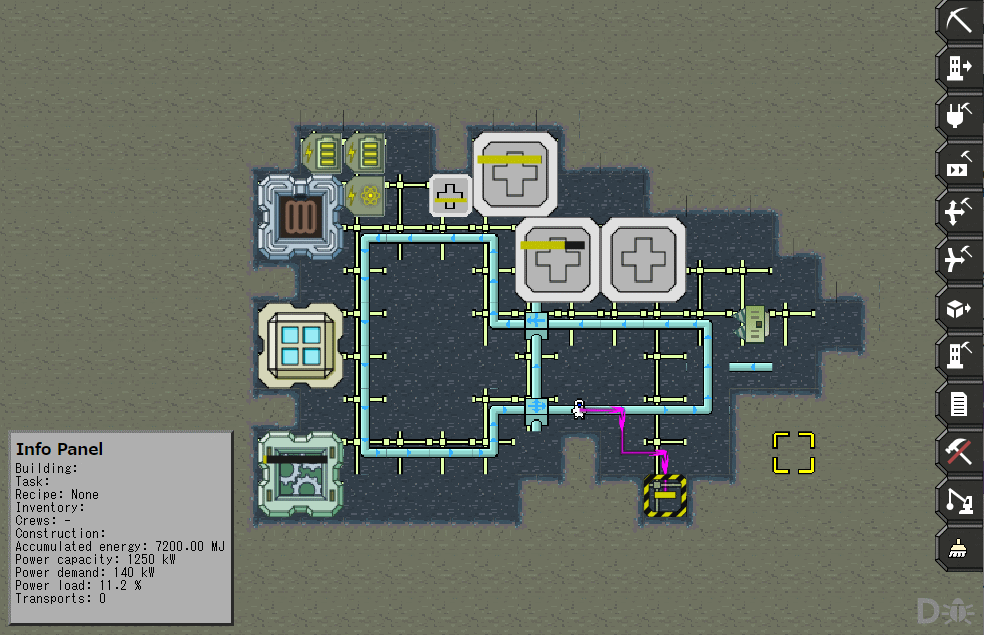 Info Panel
Building:
Task:
Recipe: None
Inventory:
Crews: -
Construction:
Accumulated energy: 7200.00 MJ
Power capacity: 1250 kW
Power demand: 140 kW
Power load: 11.2 %
Transports: 0
D